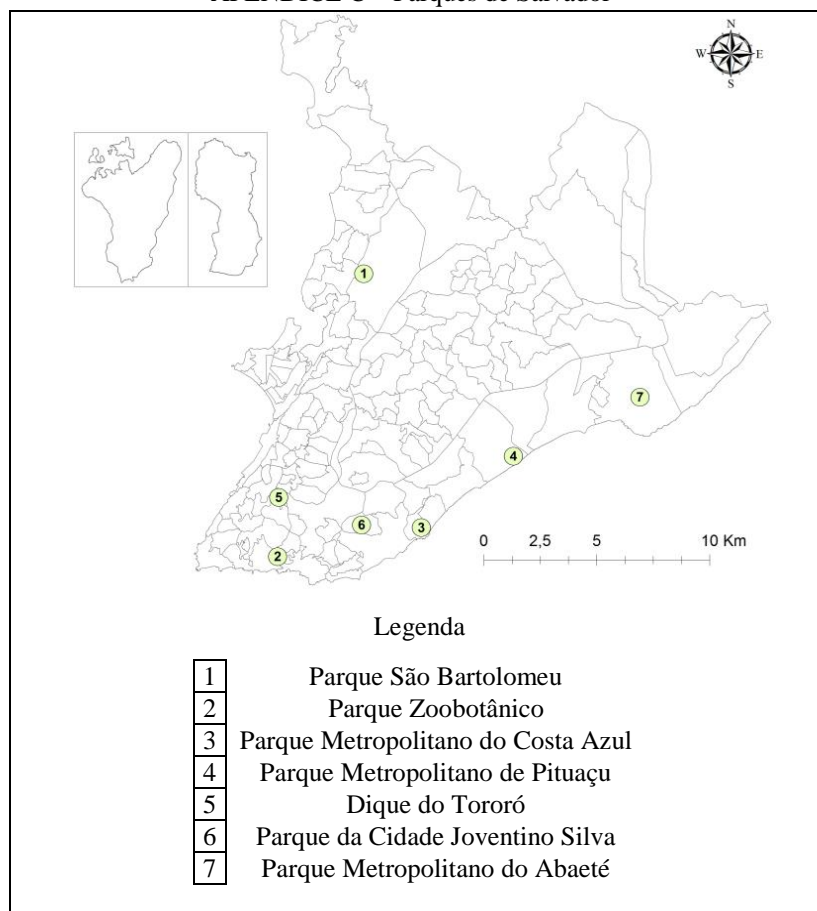 APÊNDICE C – Parques de Salvador
N
W E
S
1
7
4
5
6
3
2
0 2,5 5 10 Km
Legenda
1 Parque São Bartolomeu
2 Parque Zoobotânico
3 Parque Metropolitano do Costa Azul
4 Parque Metropolitano de Pituaçu
5 Dique do Tororó
6 Parque da Cidade Joventino Silva
7 Parque Metropolitano do Abaeté